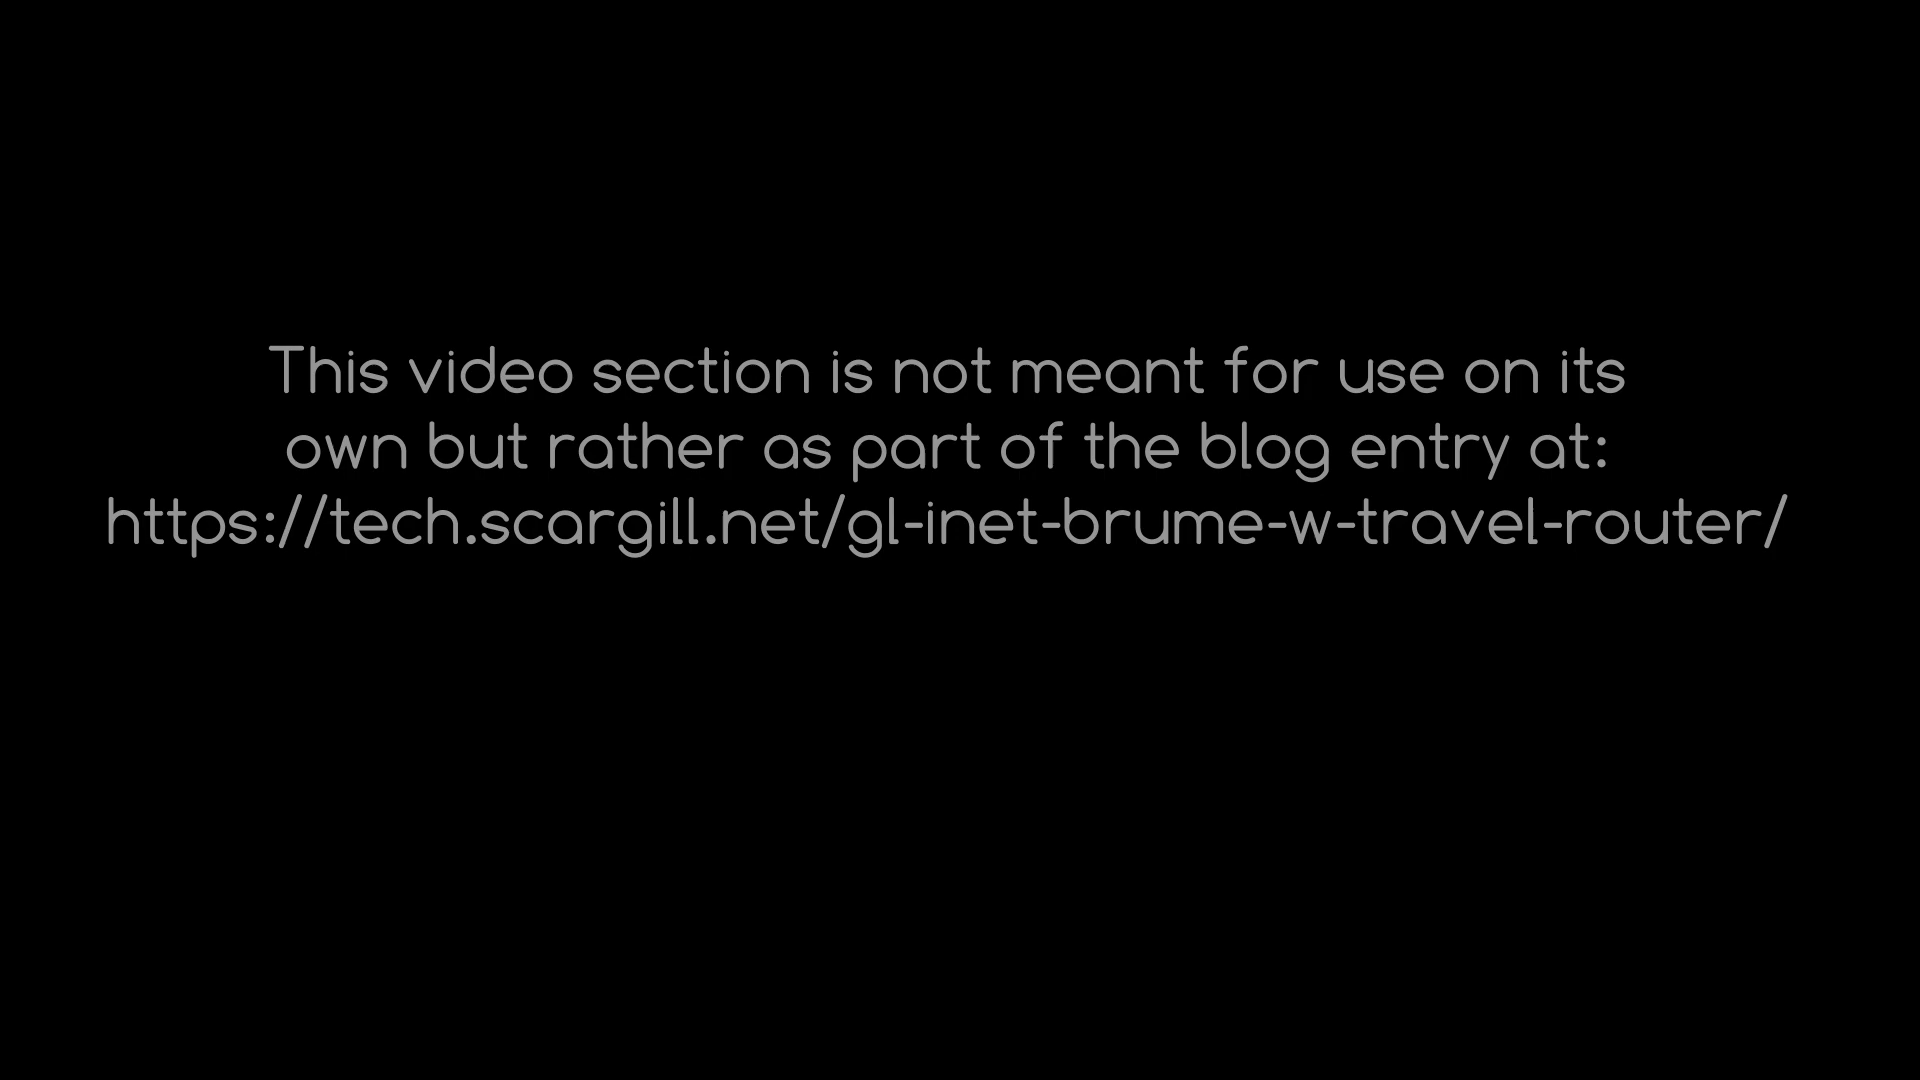 This video section is not meant for use on its
own but rather as part of the blog entry at:
https://tech.scargill.net/gl-inet-brume-w-travel-router/